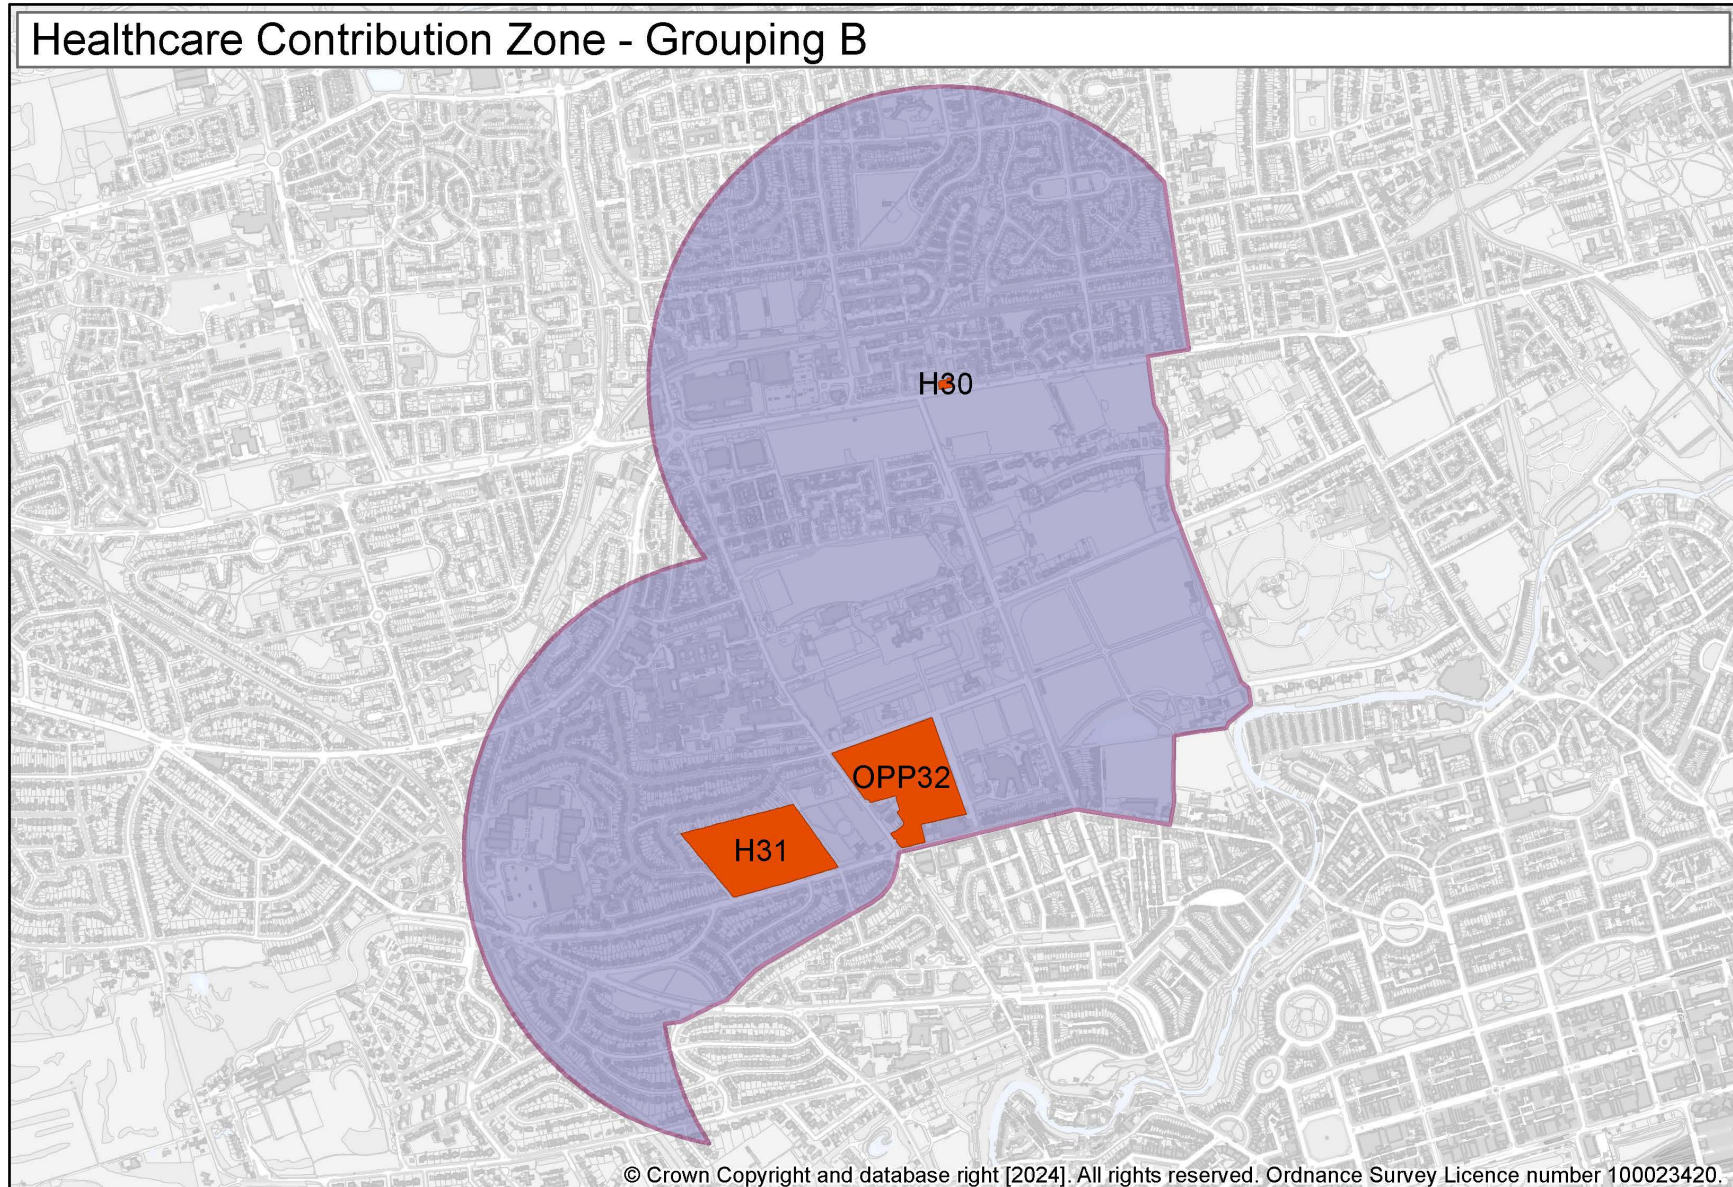 Healthcare Contribution Zone - Grouping B
H30
OPP32
H31
© Crown Copyright and database right [2024]. All rights reserved. Ordnance Survey Licence number 100023420.